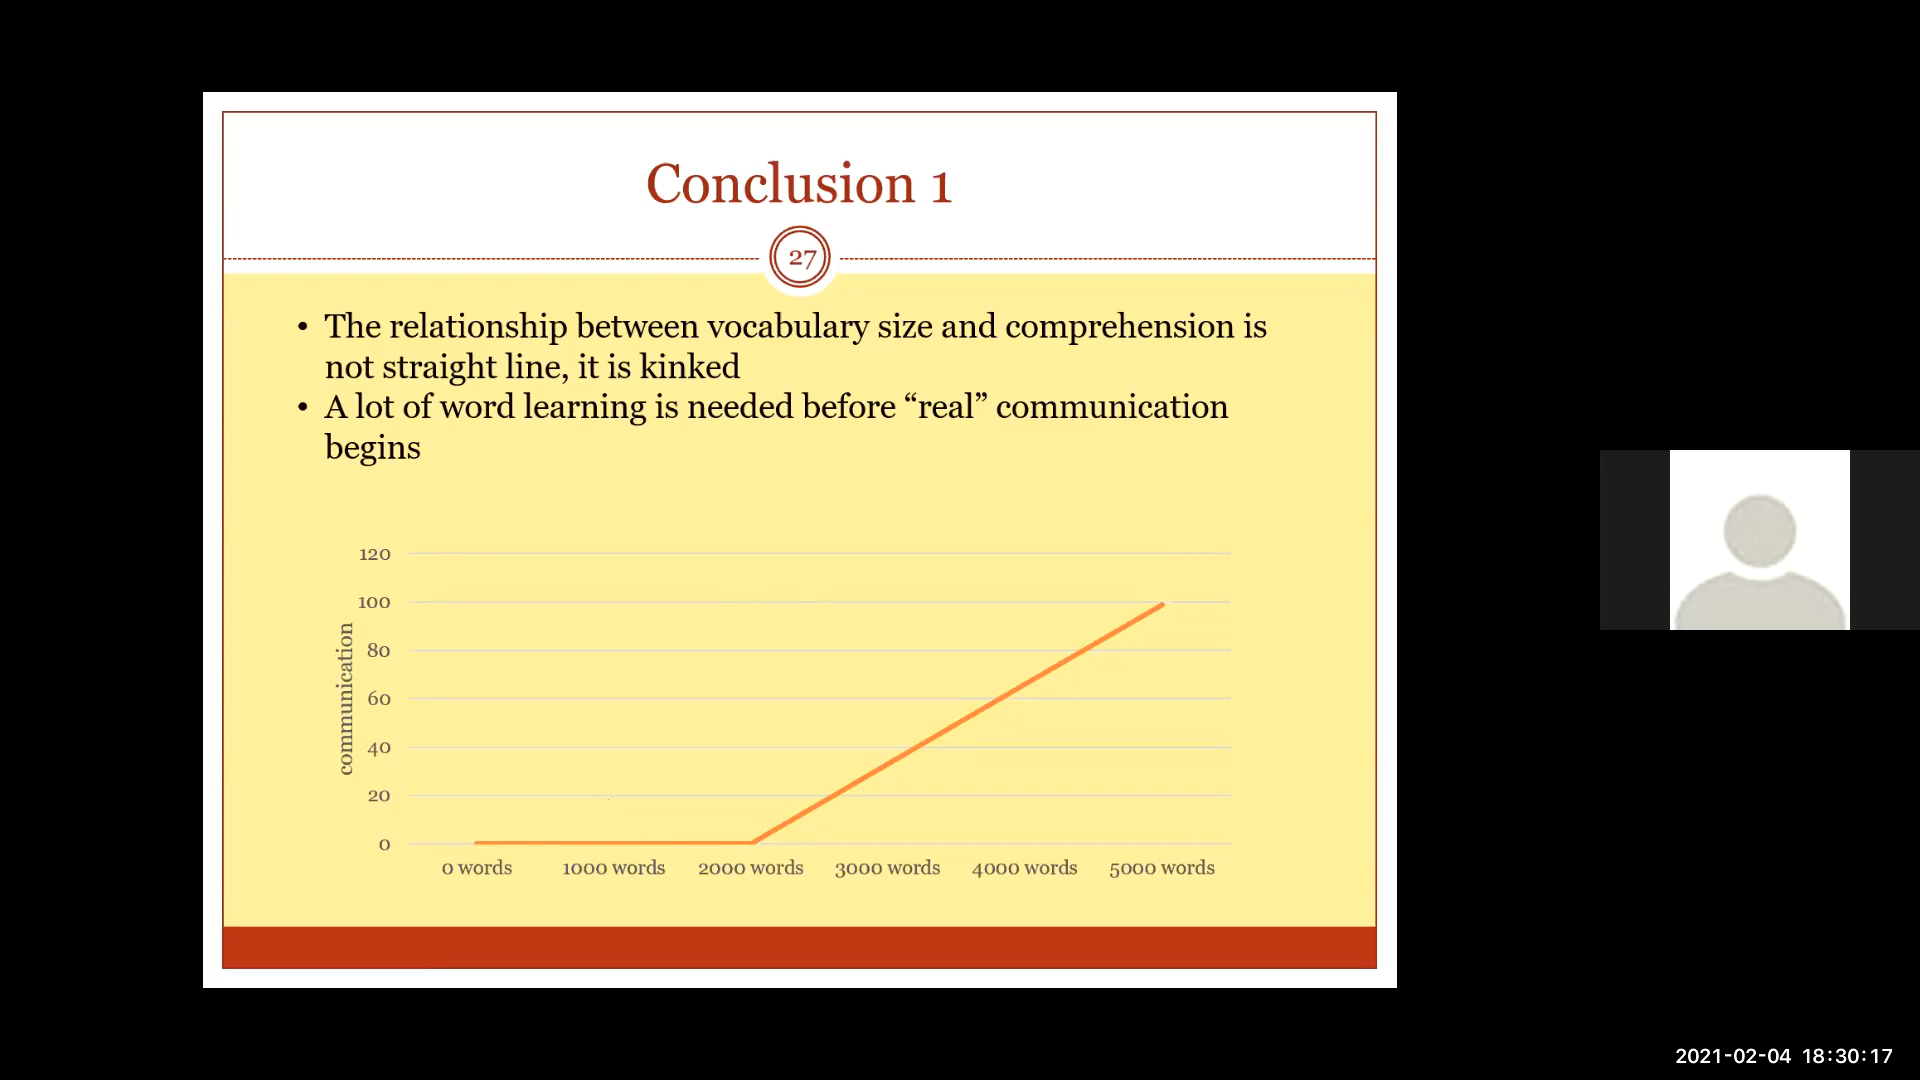 Conclusion 1
27
• The relationship between vocabulary size and comprehension is
not straight line, it is kinked
• A lot of word learning is needed before “real” communication
begins
120
100
80
60
40
20
0
communication
0 words
1000 words
2000 words
3000 words
4000 words
5000 words
2021-02-04 18:30:17